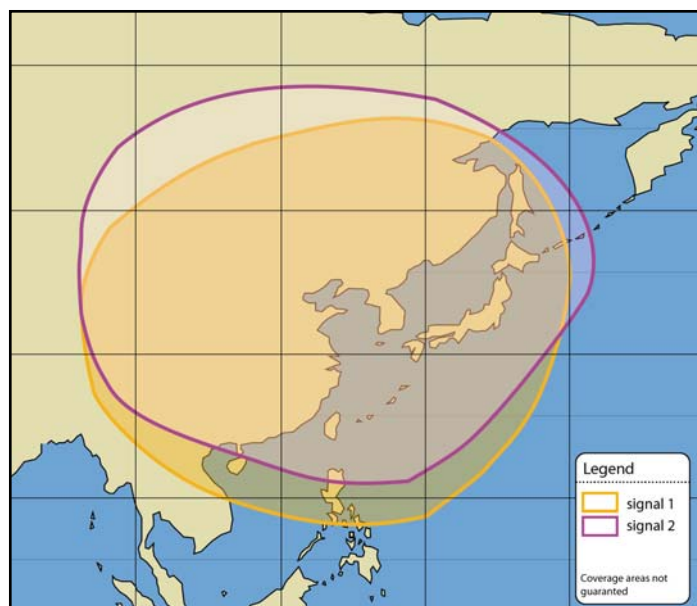 Legend
signal 1
signal 2
Coverage areas not
guaranted